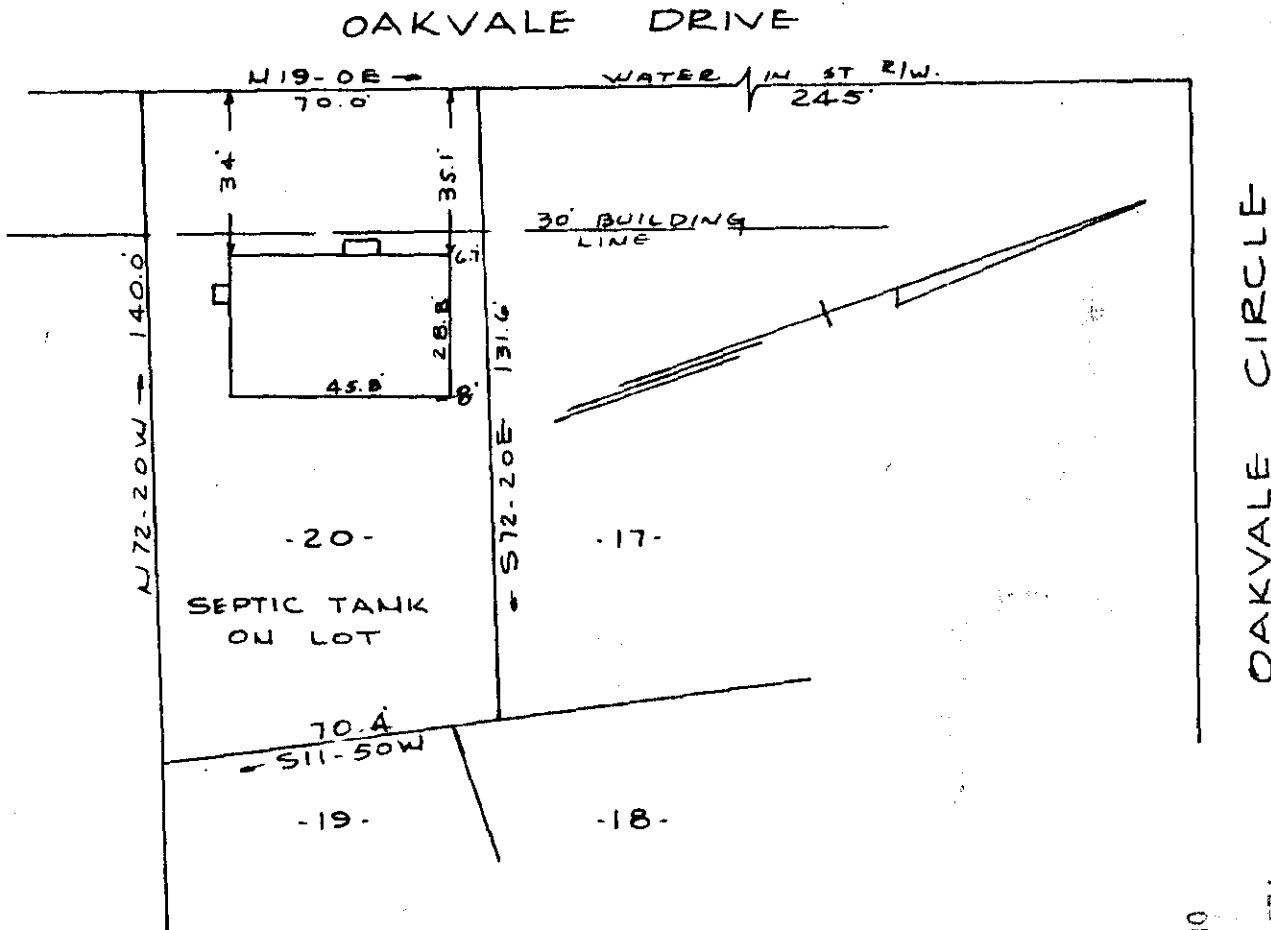 OAKVALE DRIVE
N19-0E
70.0'
WATER IN ST R/W.
245'
34'
35.1'
30' BUILDING
LINE
6.7'
28.8'
45.8'
8'
N72-20W
140.0'
S72-20E
131.6'
OAKVALE CIRCLE
-20-
-17-
SEPTIC TANK
ON LOT
70.4'
S11-50W
-19-
-18-